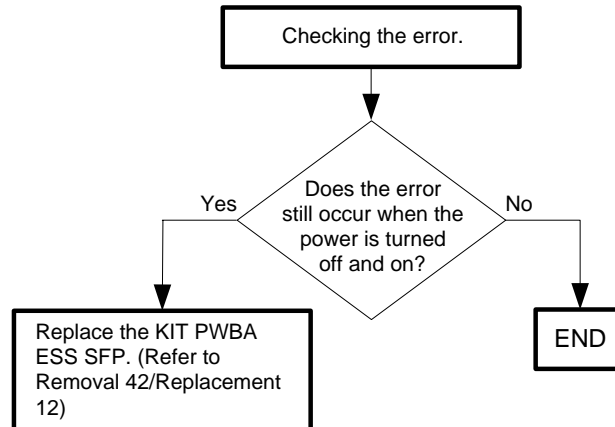 Checking the error.
Does the error
still occur when the
power is turned
off and on?
Yes
No
Replace the KIT PWBA
ESS SFP. (Refer to
Removal 42/Replacement
12)
END